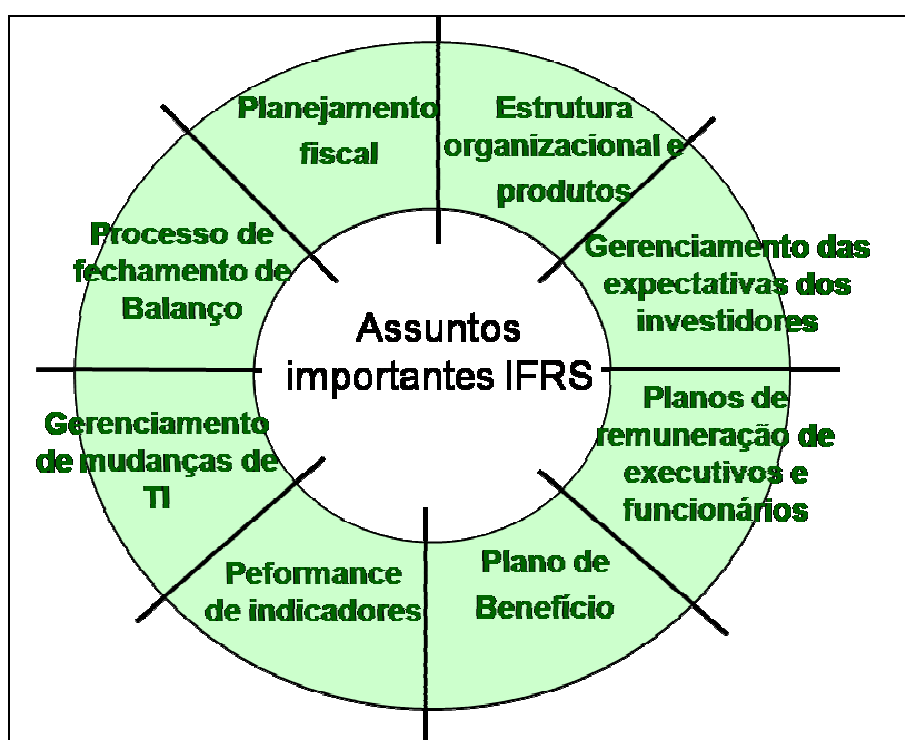 Planejamento
fiscal
Estrutura
organizacional e
produtos
Gerenciamento das
expectativas dos
investidores
Planos de
remuneração de
executivos e
funcionários
Plano de
Benefício
Peformance
de indicadores
Gerenciamento
de mudanças de
TI
Processo de
fechamento de
Balanço
Assuntos
importantes IFRS